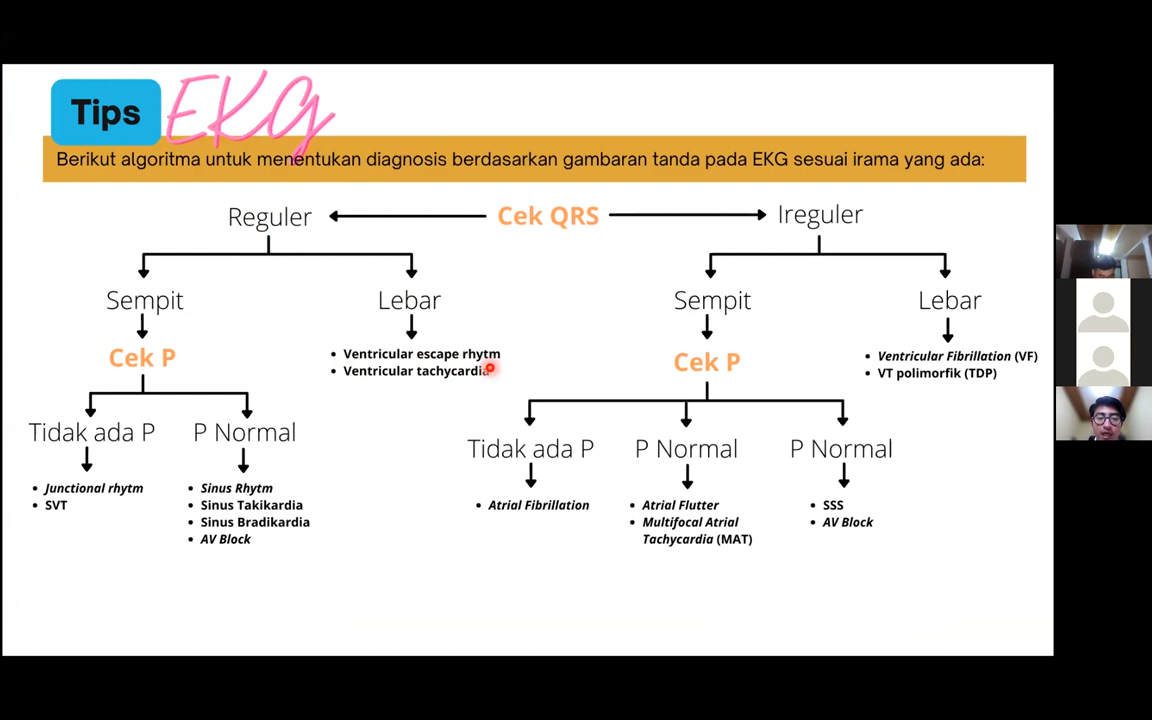 Tips EKG
Berikut algoritma untuk menentukan diagnosis berdasarkan gambaran tanda pada EKG sesuai irama yang ada:
Reguler
Cek QRS
Ireguler
Sempit
Lebar
Sempit
Lebar
Cek P
• Ventricular escape rhytm
• Ventricular tachycardia
Cek P
• Ventricular Fibrillation (VF)
• VT polimorfik (TDP)
Tidak ada P
P Normal
Tidak ada P
P Normal
P Normal
• Junctional rhytm
• SVT
• Sinus Rhytm
• Sinus Takikardia
• Sinus Bradikardia
• AV Block
• Atrial Fibrillation
• Atrial Flutter
• Multifocal Atrial
Tachycardia (MAT)
• SSS
• AV Block